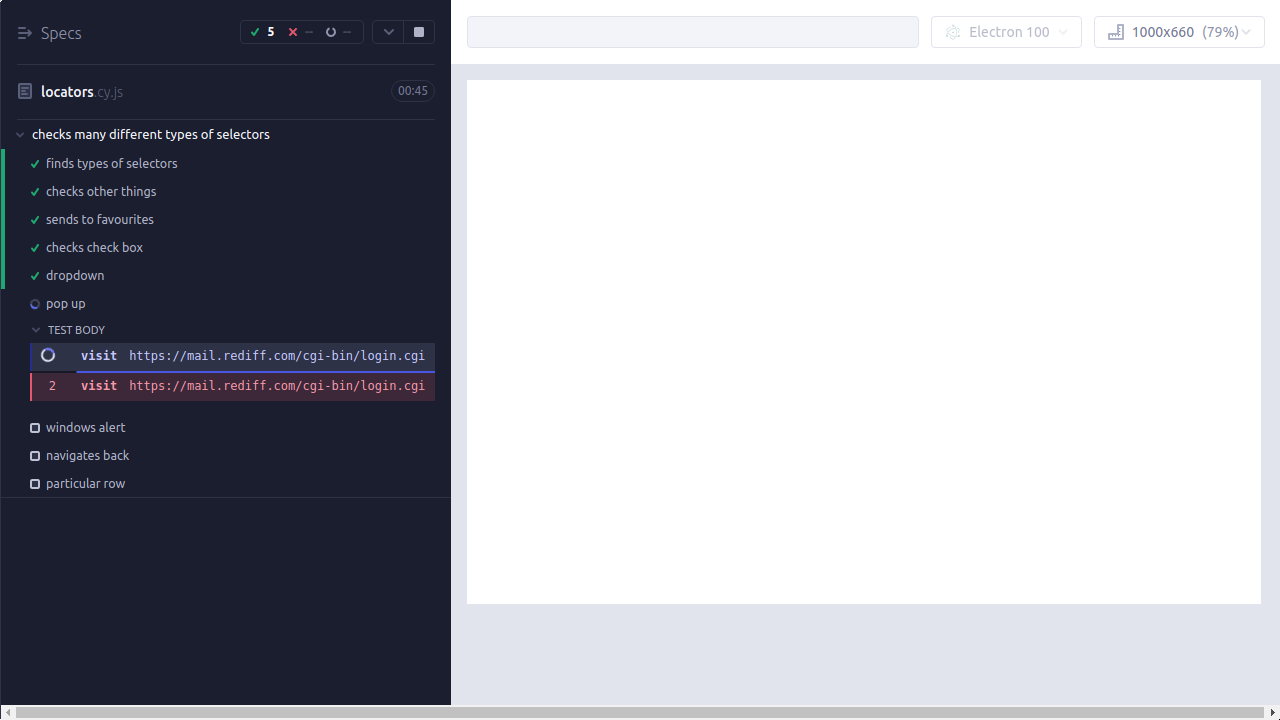 Specs
5 -- --
locators.cy.js
00:45
checks many different types of selectors
finds types of selectors
checks other things
sends to favourites
checks check box
dropdown
pop up
TEST BODY
visit https://mail.rediff.com/cgi-bin/login.cgi
2 visit https://mail.rediff.com/cgi-bin/login.cgi
windows alert
navigates back
particular row
Electron 100
1000x660 (79%)